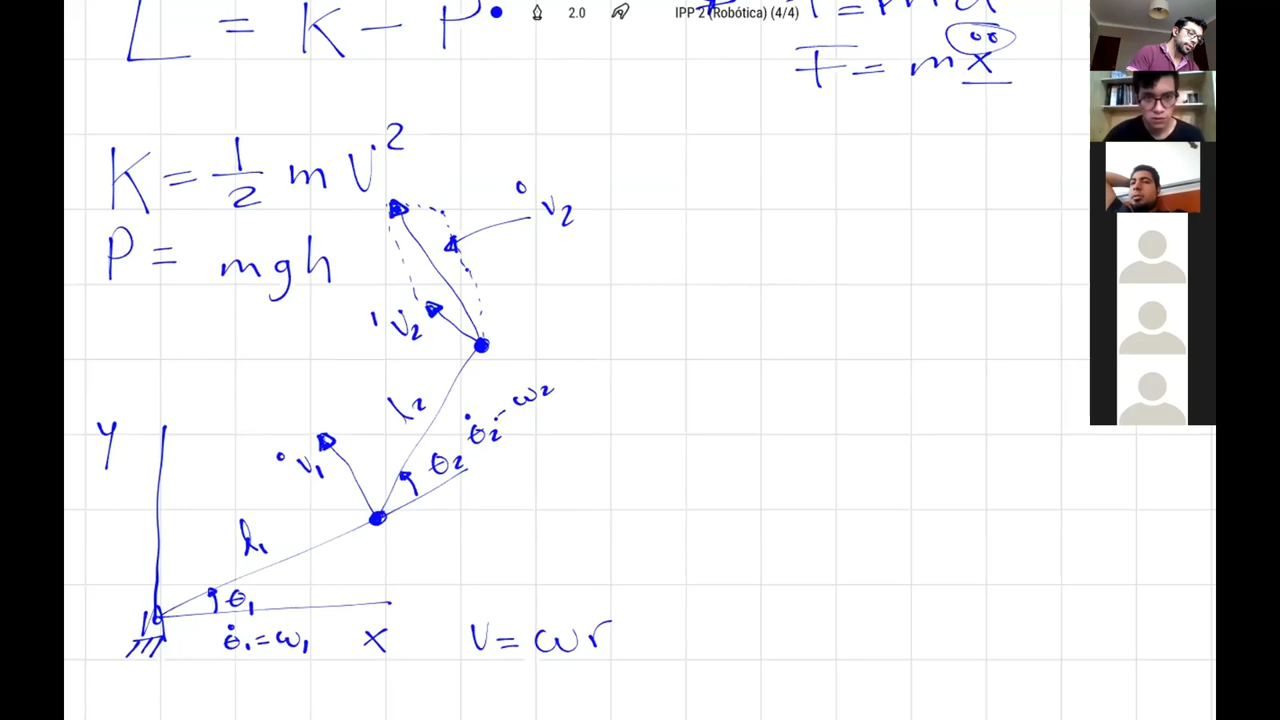 2.0 IPP 2 (Robótica) (4/4)
L = K - P
F = mẍ
K = 1/2 m V²
P = mgh
⁰v₂
¹v₂
l₂
ω₂
θ̇₂
θ₂
Y
⁰v₁
l₁
θ₁
θ̇₁ = ω₁
X
V = ωr